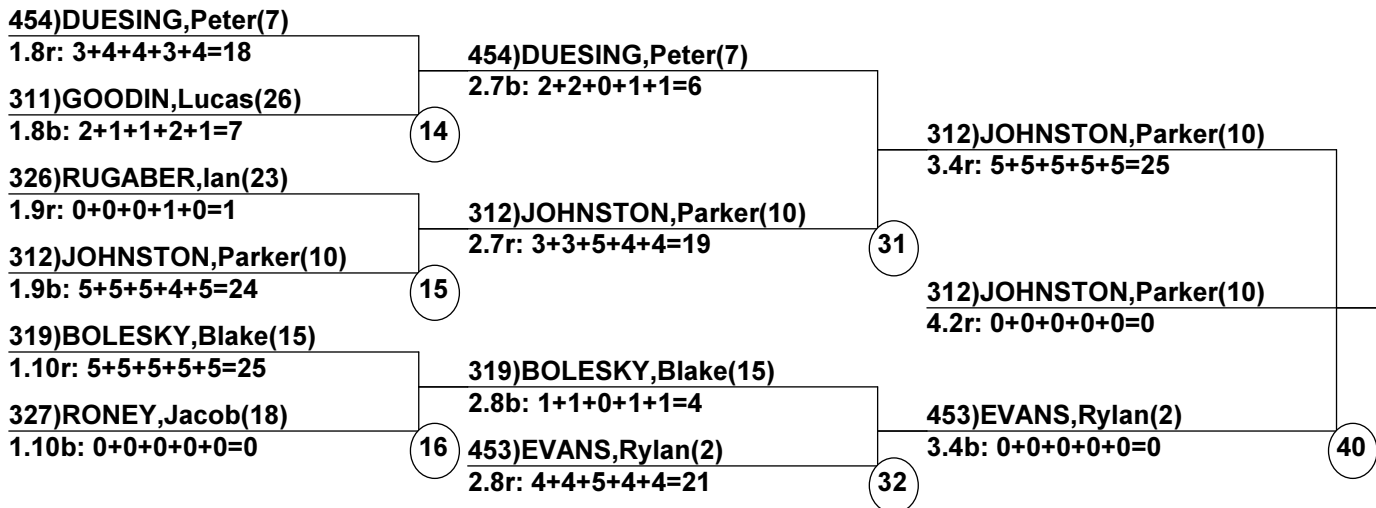 454)DUESING,Peter(7)
1.8r: 3+4+4+3+4=18
311)GOODIN,Lucas(26)
1.8b: 2+1+1+2+1=7
14
326)RUGABER,Ian(23)
1.9r: 0+0+0+1+0=1
312)JOHNSTON,Parker(10)
1.9b: 5+5+5+4+5=24
15
319)BOLESKY,Blake(15)
1.10r: 5+5+5+5+5=25
327)RONEY,Jacob(18)
1.10b: 0+0+0+0+0=0
16
454)DUESING,Peter(7)
2.7b: 2+2+0+1+1=6
312)JOHNSTON,Parker(10)
2.7r: 3+3+5+4+4=19
31
319)BOLESKY,Blake(15)
2.8b: 1+1+0+1+1=4
453)EVANS,Rylan(2)
2.8r: 4+4+5+4+4=21
32
312)JOHNSTON,Parker(10)
3.4r: 5+5+5+5+5=25
312)JOHNSTON,Parker(10)
4.2r: 0+0+0+0+0=0
453)EVANS,Rylan(2)
3.4b: 0+0+0+0+0=0
40